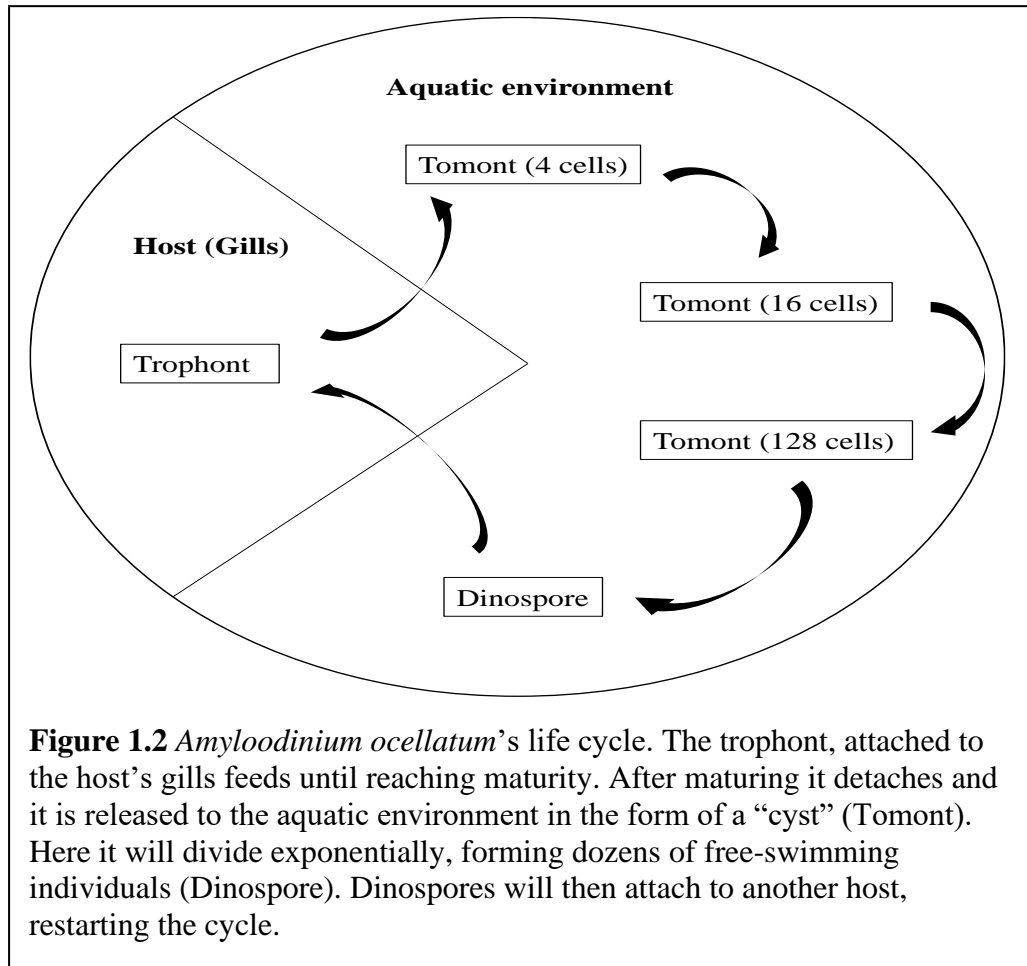 Aquatic environment
Tomont (4 cells)
Host (Gills)
Tomont (16 cells)
Trophont
Tomont (128 cells)
Dinospore
Figure 1.2 Amyloodinium ocellatum’s life cycle. The trophont, attached to
the host’s gills feeds until reaching maturity. After maturing it detaches and
it is released to the aquatic environment in the form of a “cyst” (Tomont).
Here it will divide exponentially, forming dozens of free-swimming
individuals (Dinospore). Dinospores will then attach to another host,
restarting the cycle.